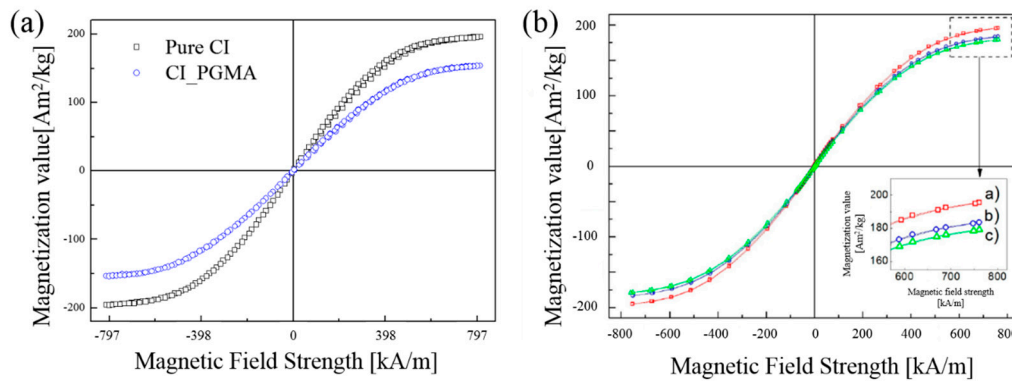 (a)
Magnetization value[Am²/kg]
200
100
0
-100
-200
Pure CI
CI_PGMA
-797
-398
0
398
797
Magnetic Field Strength [kA/m]
(b)
Magnetization value[Am²/kg]
200
100
0
-100
-200
-800
-600
-400
-200
0
200
400
600
800
Magnetic Field Strength [kA/m]
Magnetization value
[Am²/kg]
200
180
160
a)
b)
c)
600
700
800
Magnetic field strength
[kA/m]